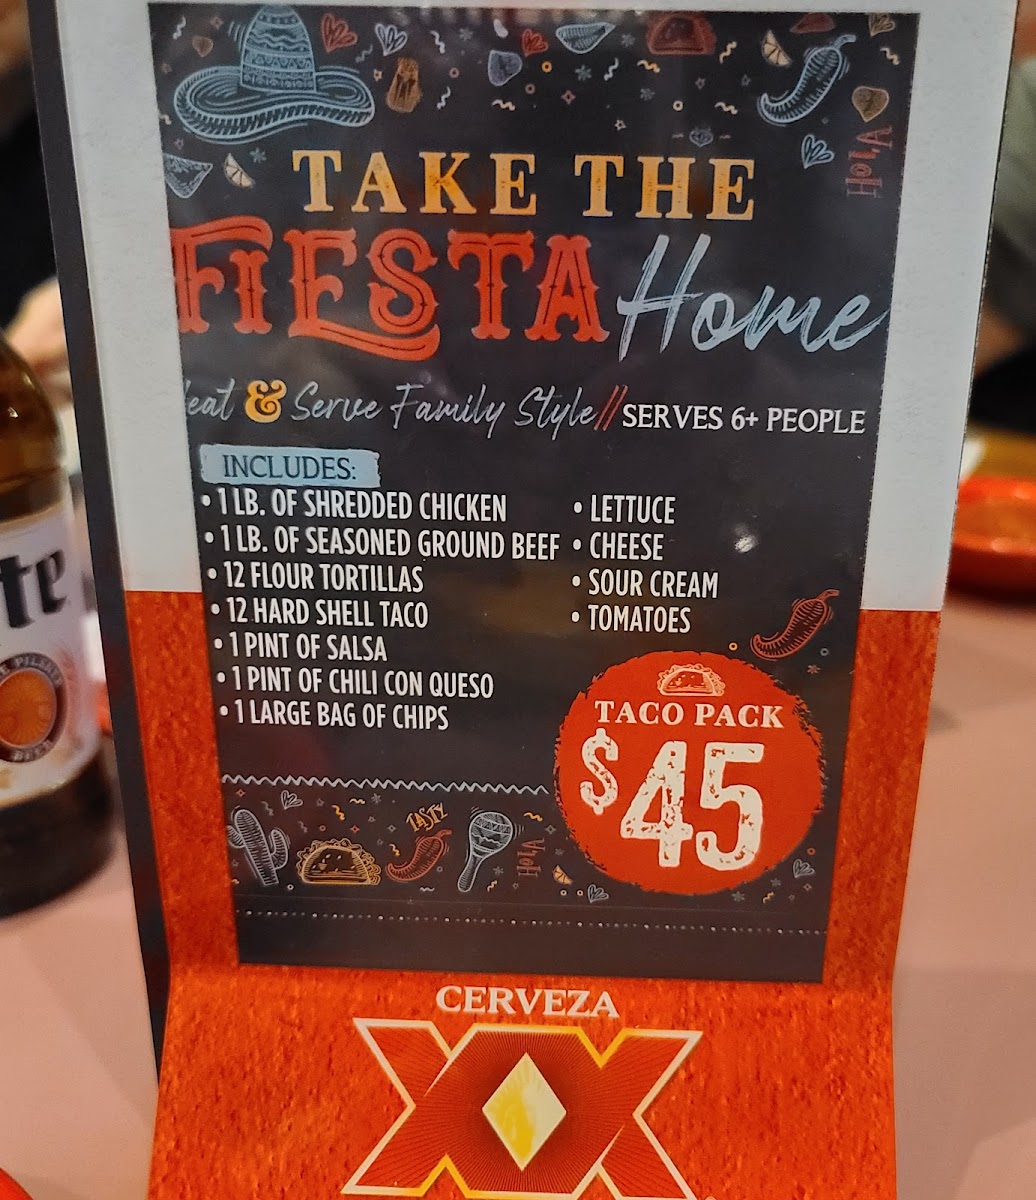 HOLA
TAKE THE
FIESTA Home
eat & Serve Family Style // SERVES 6+ PEOPLE
INCLUDES:
• 1 LB. OF SHREDDED CHICKEN
• 1 LB. OF SEASONED GROUND BEEF
• 12 FLOUR TORTILLAS
• 12 HARD SHELL TACO
• 1 PINT OF SALSA
• 1 PINT OF CHILI CON QUESO
• 1 LARGE BAG OF CHIPS
• LETTUCE
• CHEESE
• SOUR CREAM
• TOMATOES
TACO PACK
$45
TASTY
HOLA
CERVEZA
XX
te